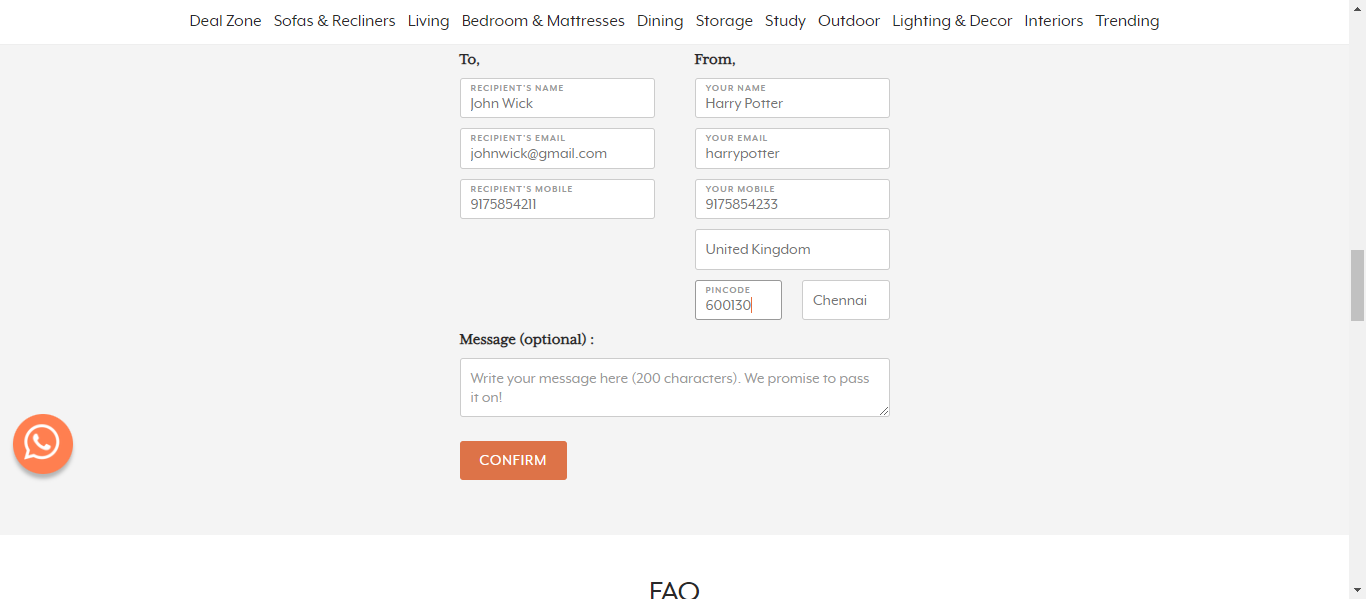 Deal Zone Sofas & Recliners Living Bedroom & Mattresses Dining Storage Study Outdoor Lighting & Decor Interiors Trending
To,
RECIPIENT'S NAME
John Wick
RECIPIENT'S EMAIL
johnwick@gmail.com
RECIPIENT'S MOBILE
9175854211
From,
YOUR NAME
Harry Potter
YOUR EMAIL
harrypotter
YOUR MOBILE
9175854233
United Kingdom
PINCODE
600130
Chennai
Message (optional) :
Write your message here (200 characters). We promise to pass
it on!
CONFIRM
FAQ